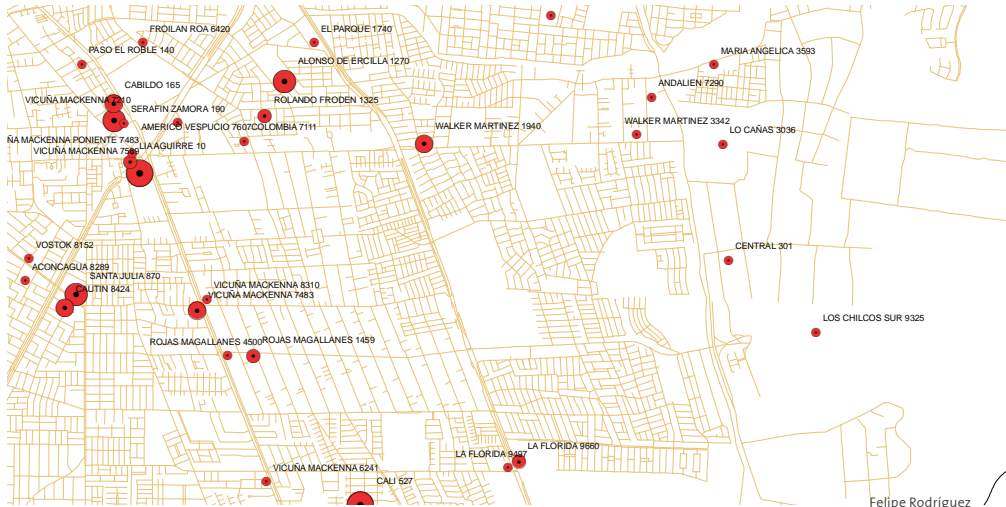 FROILAN ROA 6420
EL PARQUE 1740
PASO EL ROBLE 140
MARIA ANGELICA 3593
ALONSO DE ERCILLA 1270
CABILDO 165
ANDALIEN 7290
VICUÑA MACKENNA 7210
ROLANDO FRODEN 1325
SERAFIN ZAMORA 190
AMERICO VESPUCIO 7607
COLOMBIA 7111
WALKER MARTINEZ 1940
WALKER MARTINEZ 3342
LO CAÑAS 3036
ÑA MACKENNA PONIENTE 7483
LIA AGUIRRE 10
VICUÑA MACKENNA
VOSTOK 8152
CENTRAL 301
ACONCAGUA 8289
SANTA JULIA 870
CAUTIN 8424
VICUÑA MACKENNA 8310
VICUÑA MACKENNA 7483
LOS CHILCOS SUR 9325
ROJAS MAGALLANES 4500
ROJAS MAGALLANES 1459
LA FLORIDA 9660
LA FLORIDA 9497
VICUÑA MACKENNA 6241
CALI 527
Felipe Rodríguez